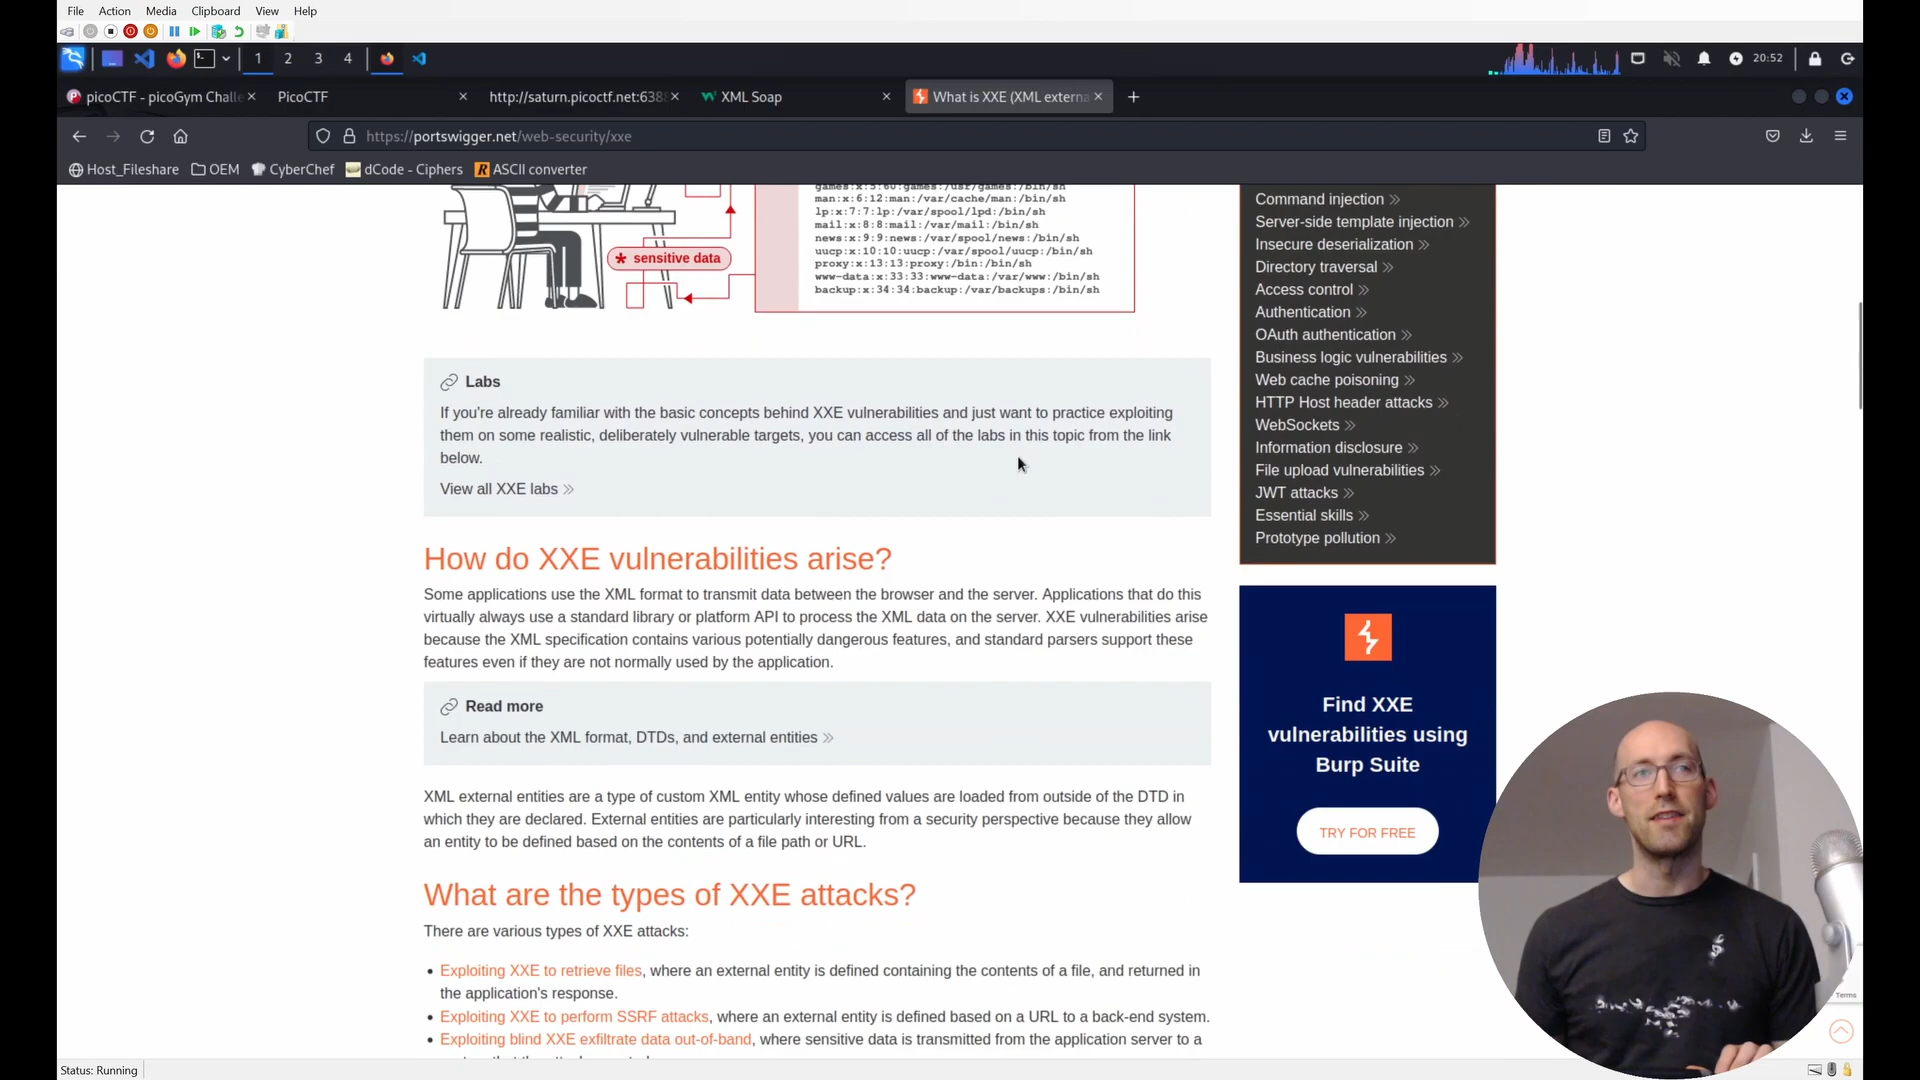 File Action Media View Help
1 2 3 4 20:52
picoCTF - picoGym Challe PicoCTF http://saturn.picoctf.net:638 XML Soap What is XXE (XML externa
https://portswigger.net/web-security/xxe
Host_Fileshare OEM CyberChef dCode - Ciphers ASCII converter
games:x:5:60:games:/usr/games:/bin/sh
man:x:6:12:man:/var/cache/man:/bin/sh
lp:x:7:7:lp:/var/spool/lpd:/bin/sh
mail:x:8:8:mail:/var/mail:/bin/sh
news:x:9:9:news:/var/spool/news:/bin/sh
uucp:x:10:10:uucp:/var/spool/uucp:/bin/sh
proxy:x:13:13:proxy:/bin:/bin/sh
www-data:x:33:33:www-data:/var/www:/bin/sh
backup:x:34:34:backup:/var/backups:/bin/sh
* sensitive data
Labs
If you're already familiar with the basic concepts behind XXE vulnerabilities and just want to practice exploiting
them on some realistic, deliberately vulnerable targets, you can access all of the labs in this topic from the link
below.
View all XXE labs
How do XXE vulnerabilities arise?
Some applications use the XML format to transmit data between the browser and the server. Applications that do this
virtually always use a standard library or platform API to process the XML data on the server. XXE vulnerabilities arise
because the XML specification contains various potentially dangerous features, and standard parsers support these
features even if they are not normally used by the application.
Read more
Learn about the XML format, DTDs, and external entities
XML external entities are a type of custom XML entity whose defined values are loaded from outside of the DTD in
which they are declared. External entities are particularly interesting from a security perspective because they allow
an entity to be defined based on the contents of a file path or URL.
What are the types of XXE attacks?
There are various types of XXE attacks:
• Exploiting XXE to retrieve files, where an external entity is defined containing the contents of a file, and returned in
the application's response.
• Exploiting XXE to perform SSRF attacks, where an external entity is defined based on a URL to a back-end system.
• Exploiting blind XXE exfiltrate data out-of-band, where sensitive data is transmitted from the application server to a
Command injection
Server-side template injection
Insecure deserialization
Directory traversal
Access control
Authentication
OAuth authentication
Business logic vulnerabilities
Web cache poisoning
HTTP Host header attacks
WebSockets
Information disclosure
File upload vulnerabilities
JWT attacks
Essential skills
Prototype pollution
Find XXE
vulnerabilities using
Burp Suite
TRY FOR FREE
Terms
Status: Running